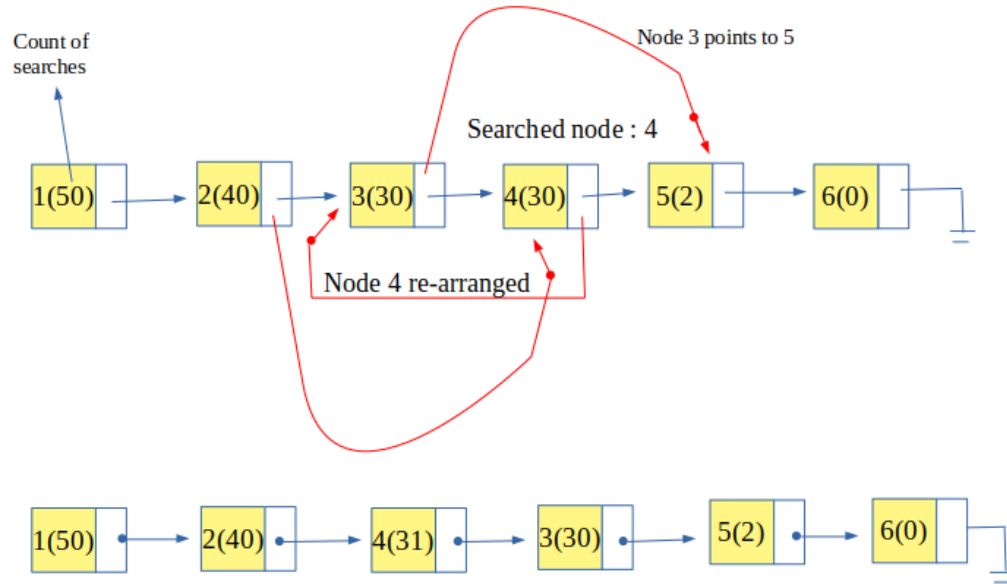 Count of
searches
Node 3 points to 5
Searched node : 4
1(50) 2(40) 3(30) 4(30) 5(2) 6(0)
Node 4 re-arranged
1(50) 2(40) 4(31) 3(30) 5(2) 6(0)